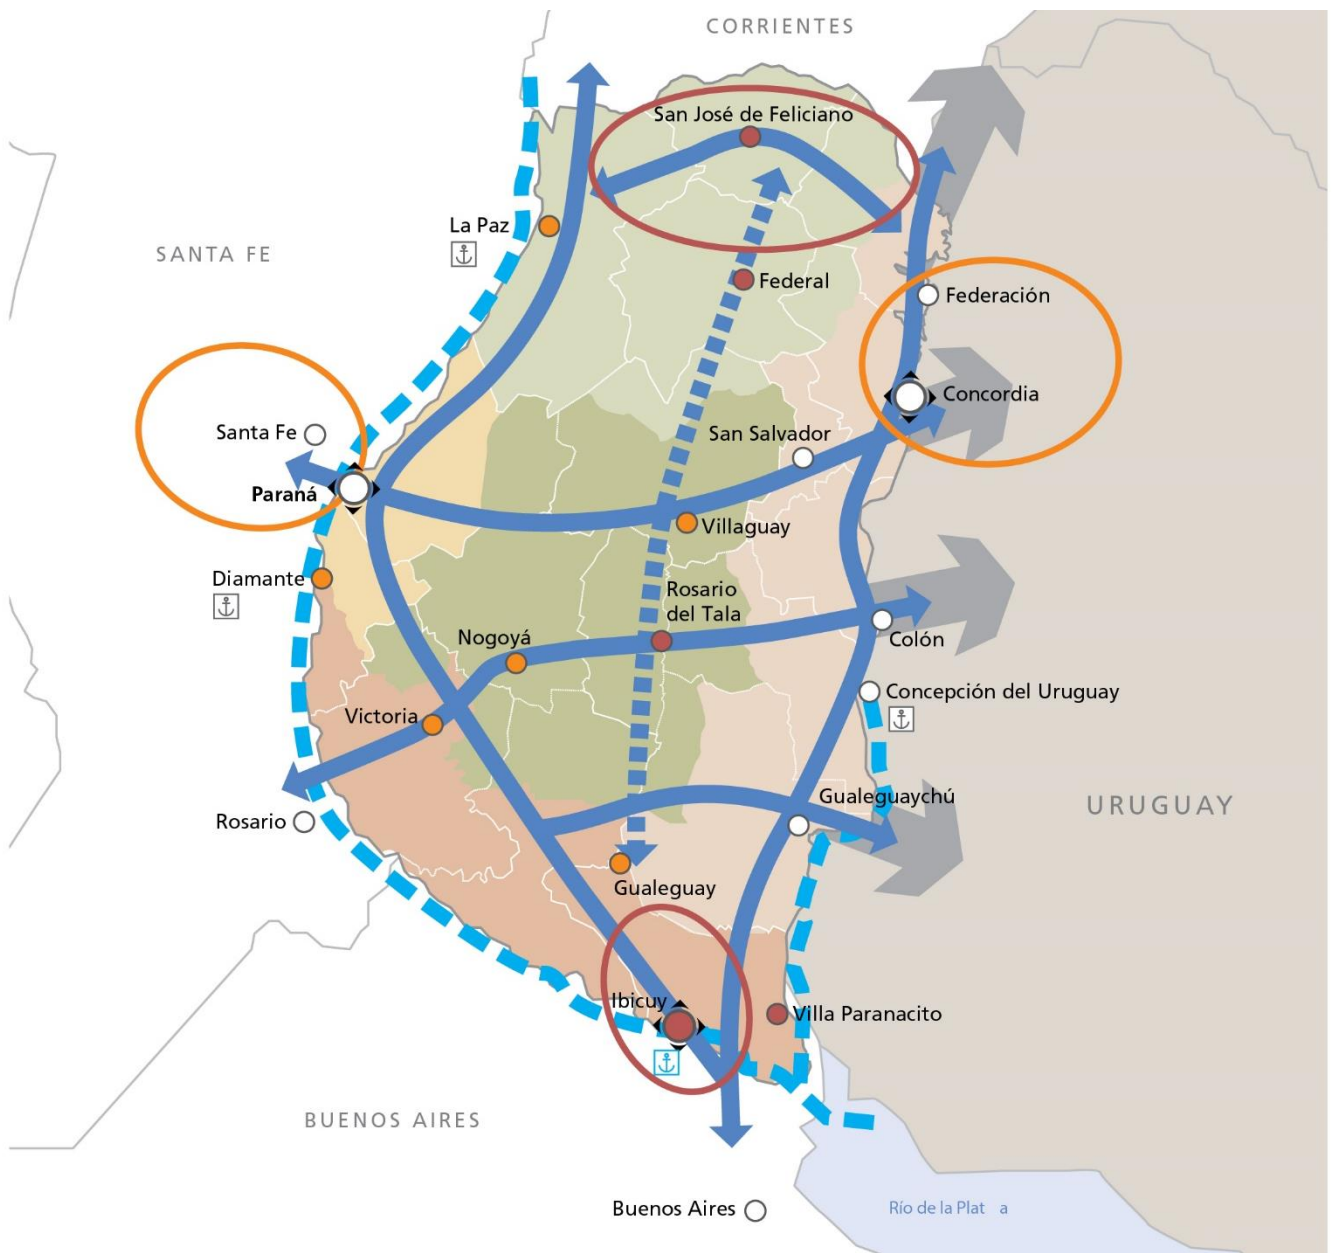 CORRIENTES
San José de Feliciano
La Paz
SANTA FE
Federal
Federación
Concordia
Santa Fe
San Salvador
Paraná
Villaguay
Diamante
Rosario
del Tala
Nogoyá
Colón
Concepción del Uruguay
Victoria
Gualeguaychú
URUGUAY
Rosario
Gualeguay
Ibicuy
Villa Paranacito
BUENOS AIRES
Buenos Aires
Río de la Plat a